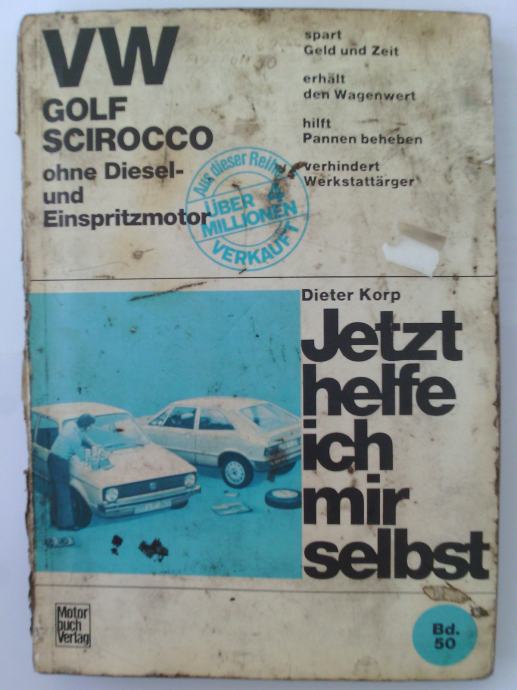 VW
GOLF
SCIROCCO
ohne Diesel-
und
Einspritzmotor
spart
Geld und Zeit
erhält
den Wagenwert
hilft
Pannen beheben
verhindert
Werkstattärger
Aus dieser Reihe
ÜBER
MILLIONEN
VERKAUFT
Dieter Korp
Jetzt
helfe
ich
mir
selbst
Motor
buch
Verlag
Bd.
50